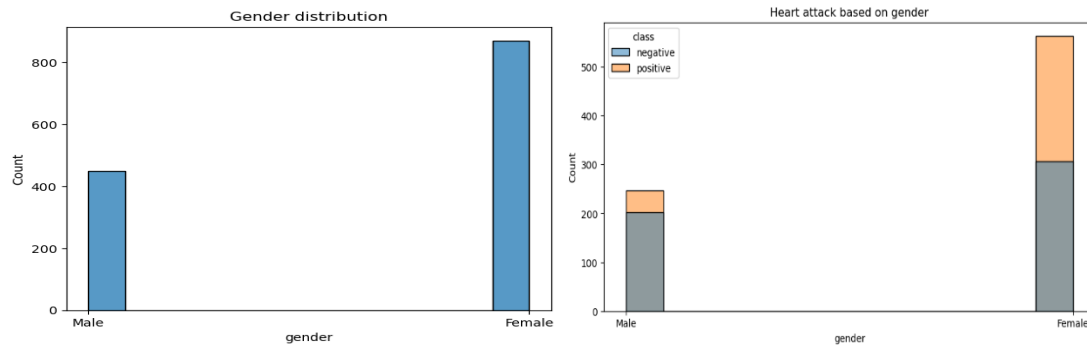 Gender distribution
Count
800
600
400
200
0
Male
Female
gender
Heart attack based on gender
class
negative
positive
Count
500
400
300
200
100
0
Male
Female
gender